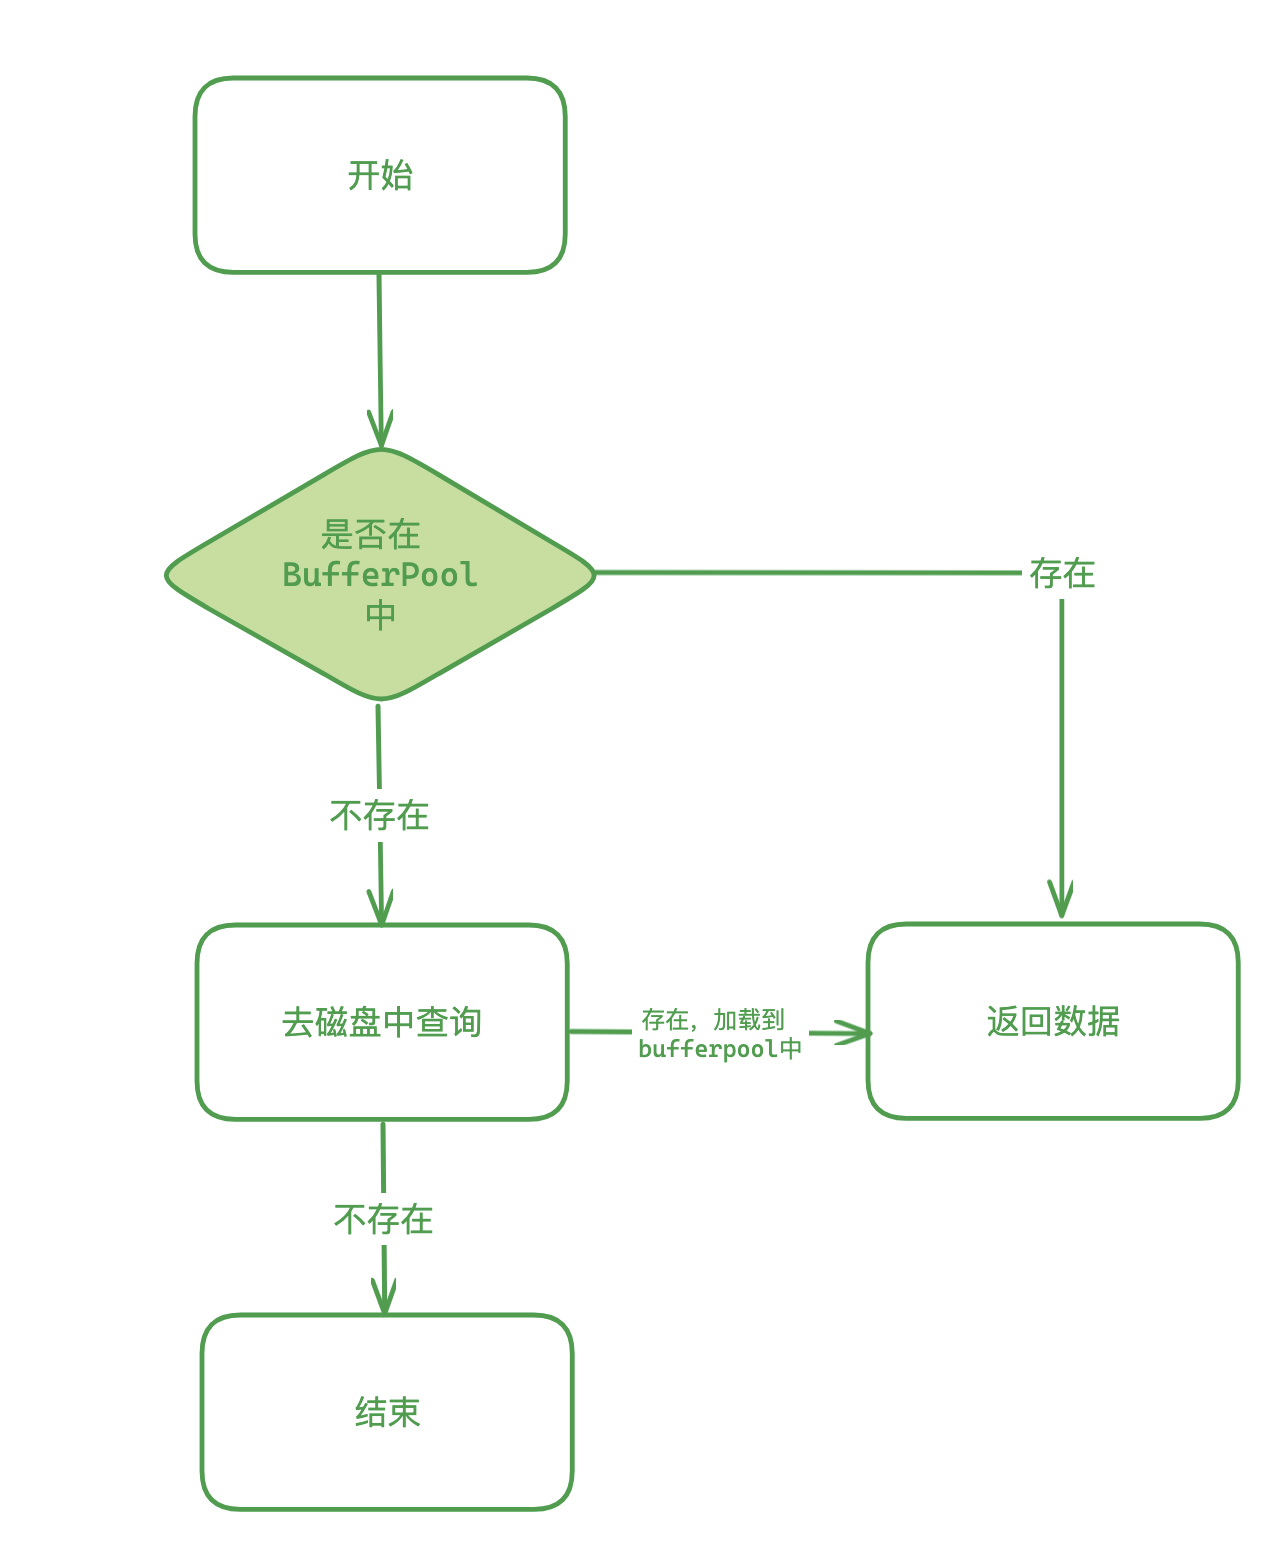 开始
是否在
BufferPool
中
存在
不存在
去磁盘中查询
存在，加载到
bufferpool中
返回数据
不存在
结束